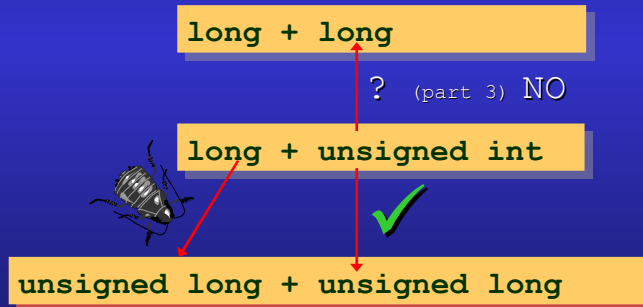 long + long
? (part 3) NO
long + unsigned int
unsigned long + unsigned long